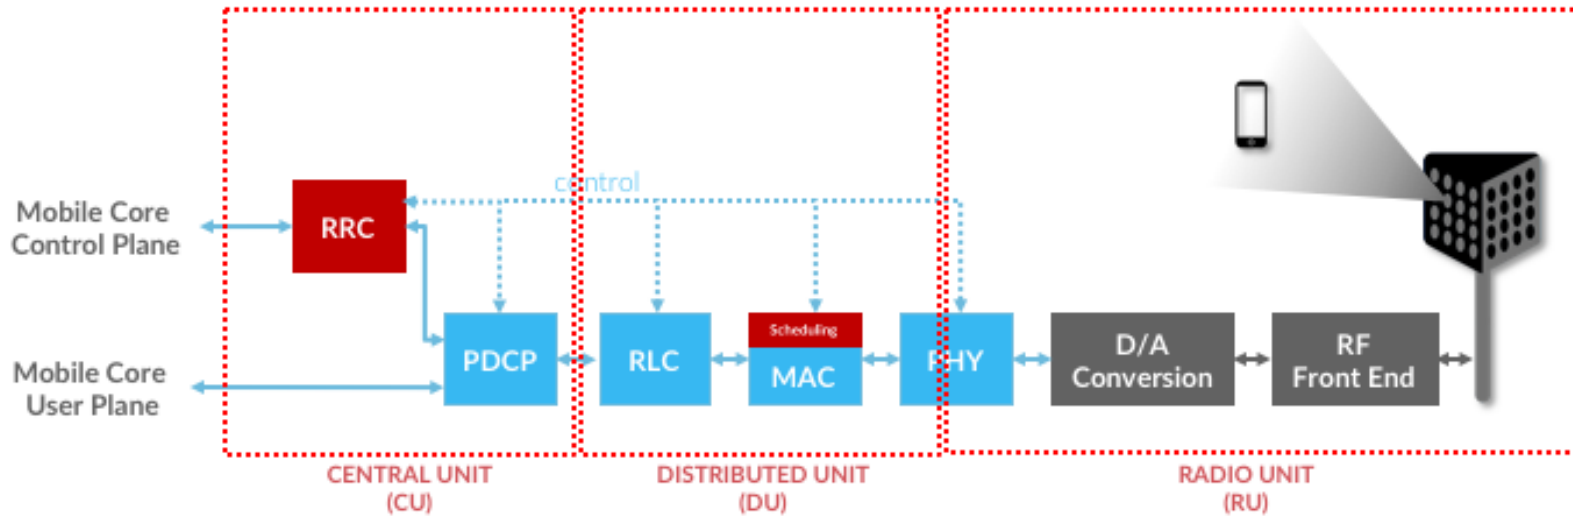 control
Mobile Core
Control Plane
RRC
Scheduling
PDCP
RLC
MAC
PHY
D/A
Conversion
RF
Front End
Mobile Core
User Plane
CENTRAL UNIT
(CU)
DISTRIBUTED UNIT
(DU)
RADIO UNIT
(RU)